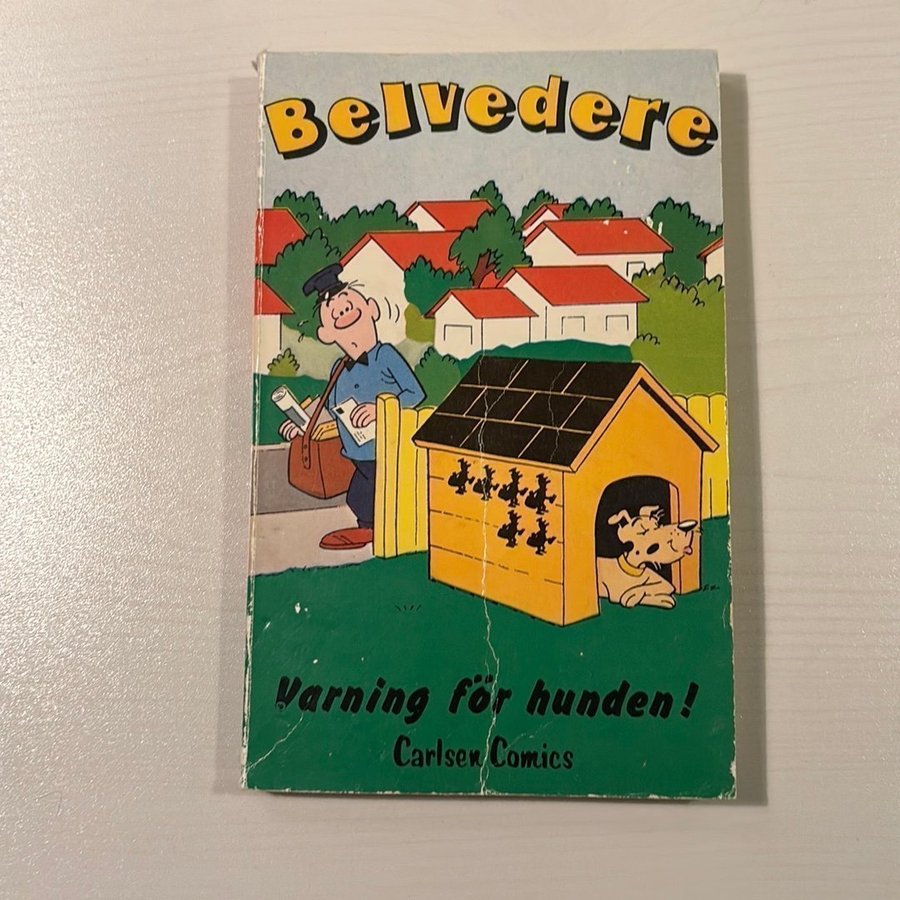 Belvedere
Varning för hunden!
Carlsen Comics